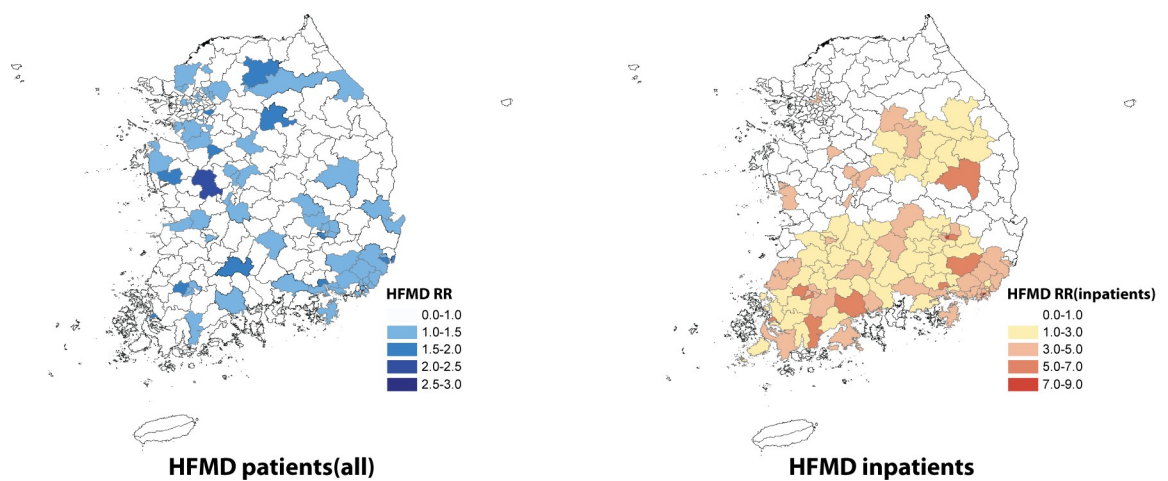 HFMD RR
0.0-1.0
1.0-1.5
1.5-2.0
2.0-2.5
2.5-3.0
HFMD patients(all)
HFMD RR(inpatients)
0.0-1.0
1.0-3.0
3.0-5.0
5.0-7.0
7.0-9.0
HFMD inpatients